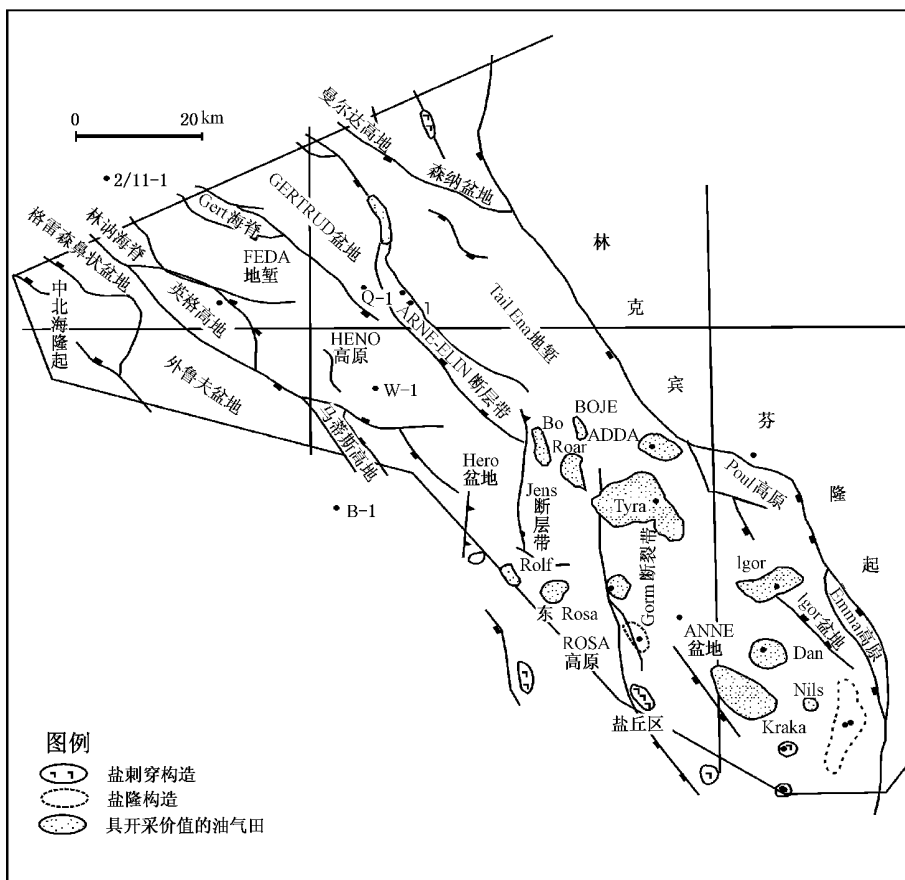 0 20 km
曼尔达高地
2/11-1
森纳盆地
GERTRUD盆地
Gert海脊
林讷海脊
格雷森鼻状盆地
FEDA
地堑
林
克
宾
芬
隆
起
Tail Ena地堑
中北海隆起
英格高地
Q-1
ARNE-ELIN断层带
HENO
高原
外鲁夫盆地
W-1
马蒂斯高地
BOJE
Bo
Roar
ADDA
Hero
盆地
Jens断层带
Poul高原
Tyra
B-1
Gorm断裂带
Igor
Rolf
Igor盆地
Emma高原
东 Rosa
ROSA
高原
ANNE
盆地
Dan
Nils
Kraka
盐丘区
图例
盐刺穿构造
盐隆构造
具开采价值的油气田